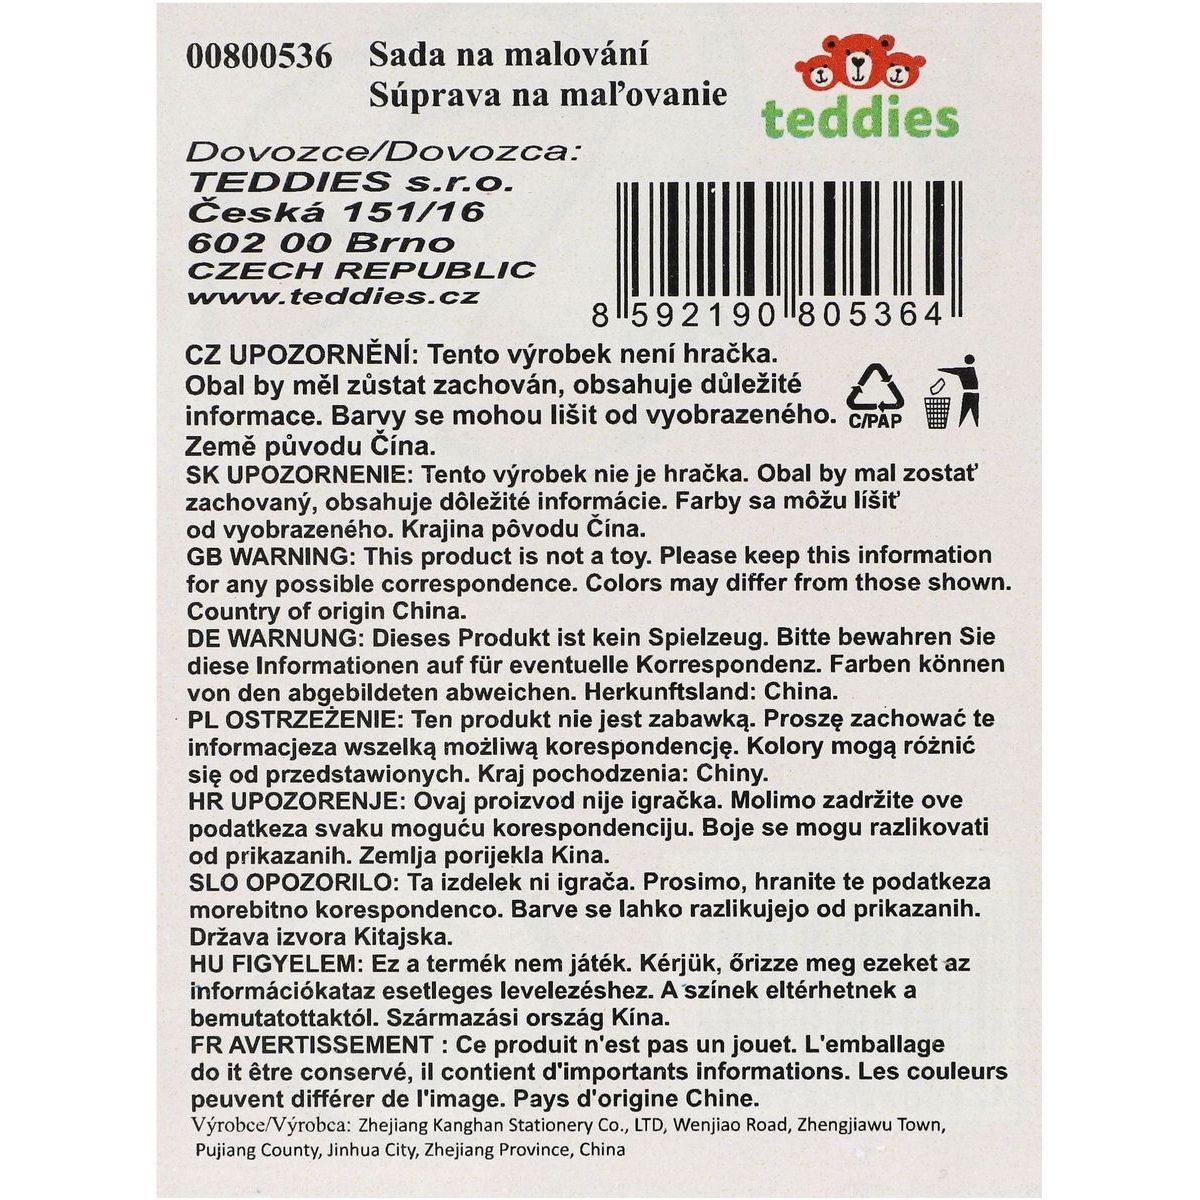 00800536 Sada na malování
Súprava na maľovanie
teddies
Dovozce/Dovozca:
TEDDIES s.r.o.
Česká 151/16
602 00 Brno
CZECH REPUBLIC
www.teddies.cz
8 592190 805364
CZ UPOZORNĚNÍ: Tento výrobek není hračka.
Obal by měl zůstat zachován, obsahuje důležité
informace. Barvy se mohou lišit od vyobrazeného.
Země původu Čína.
C/PAP
SK UPOZORNENIE: Tento výrobek nie je hračka. Obal by mal zostať
zachovaný, obsahuje dôležité informácie. Farby sa môžu líšiť
od vyobrazeného. Krajina pôvodu Čína.
GB WARNING: This product is not a toy. Please keep this information
for any possible correspondence. Colors may differ from those shown.
Country of origin China.
DE WARNUNG: Dieses Produkt ist kein Spielzeug. Bitte bewahren Sie
diese Informationen auf für eventuelle Korrespondenz. Farben können
von den abgebildeten abweichen. Herkunftsland: China.
PL OSTRZEŻENIE: Ten produkt nie jest zabawką. Proszę zachować te
informacjeza wszelką możliwą korespondencję. Kolory mogą różnić
się od przedstawionych. Kraj pochodzenia: Chiny.
HR UPOZORENJE: Ovaj proizvod nije igračka. Molimo zadržite ove
podatkeza svaku moguću korespondenciju. Boje se mogu razlikovati
od prikazanih. Zemlja porijekla Kina.
SLO OPOZORILO: Ta izdelek ni igrača. Prosimo, hranite te podatkeza
morebitno korespondenco. Barve se lahko razlikujejo od prikazanih.
Država izvora Kitajska.
HU FIGYELEM: Ez a termék nem játék. Kérjük, őrizze meg ezeket az
információkataz esetleges levelezéshez. A színek eltérhetnek a
bemutatottaktól. Származási ország Kína.
FR AVERTISSEMENT : Ce produit n'est pas un jouet. L'emballage
do it être conservé, il contient d'importants informations. Les couleurs
peuvent différer de l'image. Pays d'origine Chine.
Výrobce/Výrobca: Zhejiang Kanghan Stationery Co., LTD, Wenjiao Road, Zhengjiawu Town,
Pujiang County, Jinhua City, Zhejiang Province, China